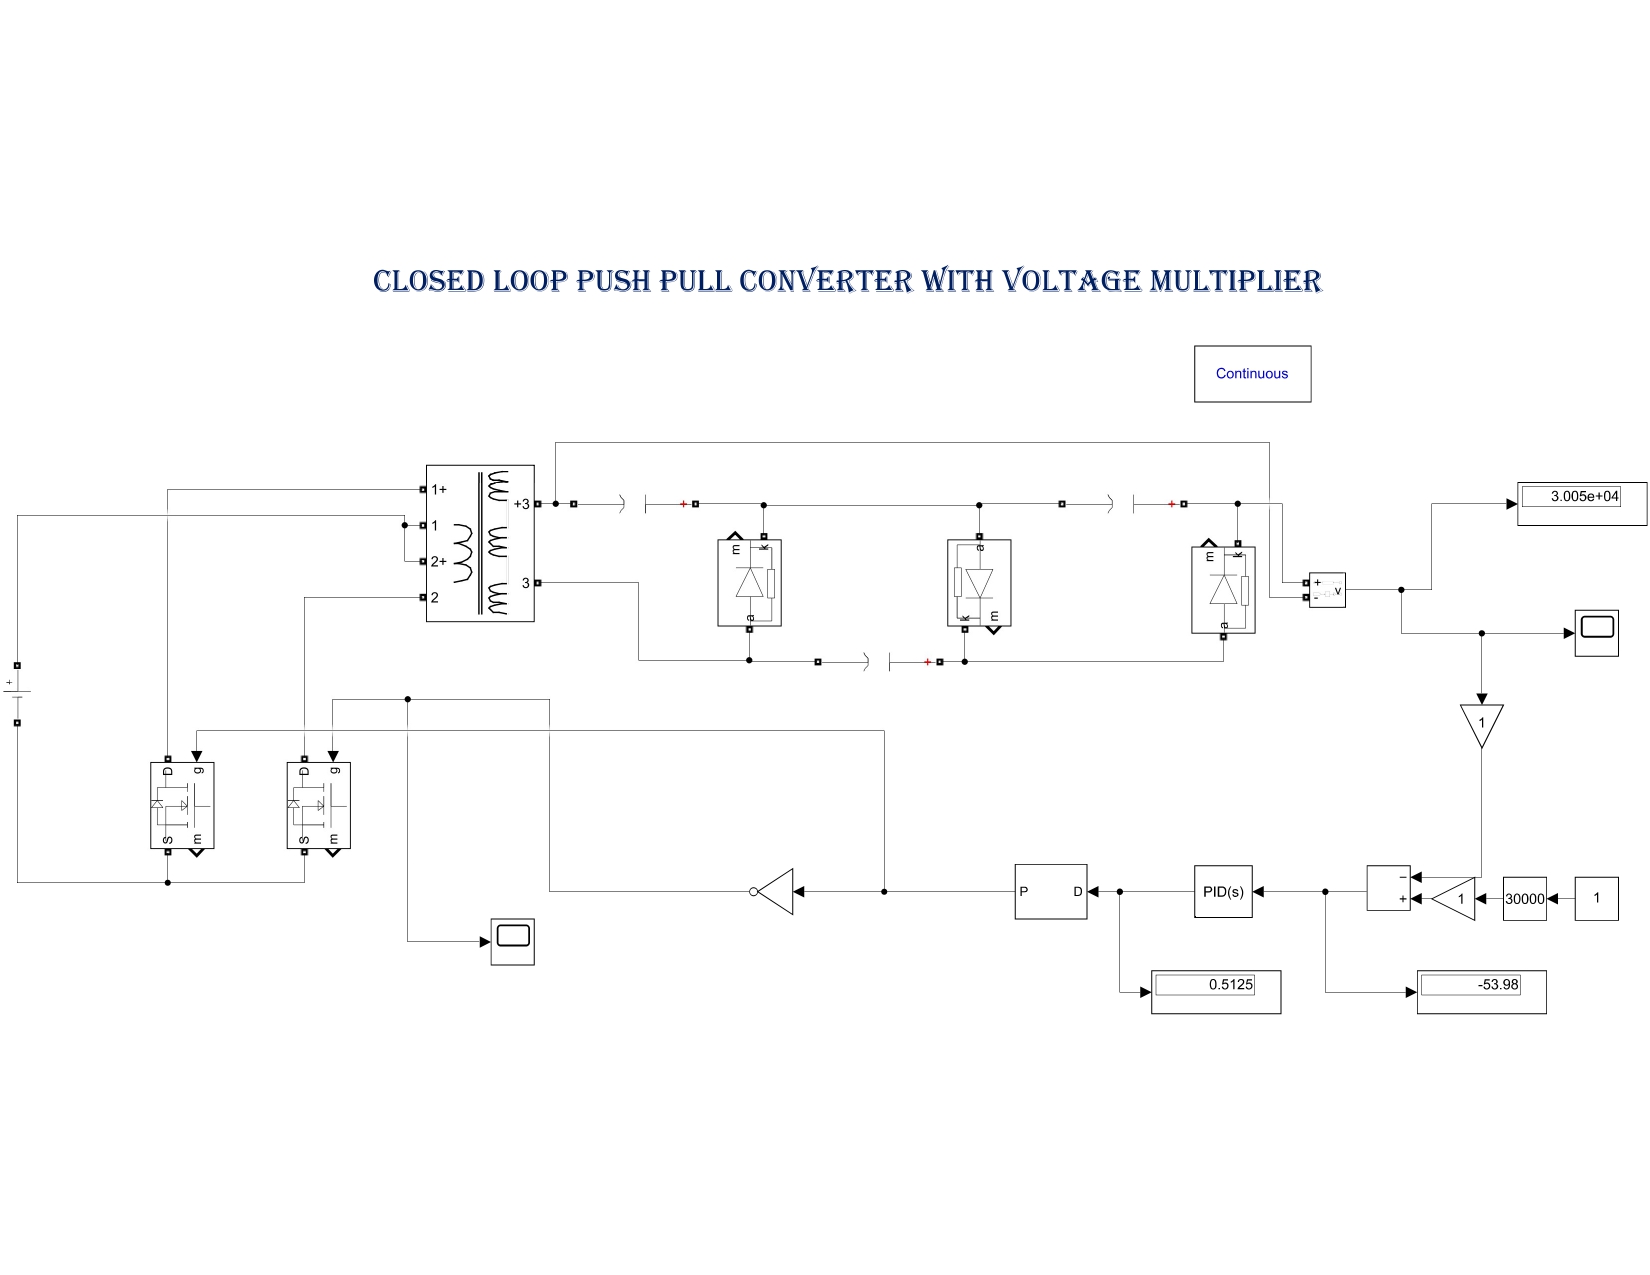 CLOSED LOOP PUSH PULL CONVERTER WITH VOLTAGE MULTIPLIER
Continuous
1+
1
2+
2
+3
3
m
k
a
a
k
m
m
k
a
+
-
v
3.005e+04
+
+
+
+
1
D
g
S
m
D
g
S
m
P
D
PID(s)
−
+
1
30000
1
0.5125
-53.98